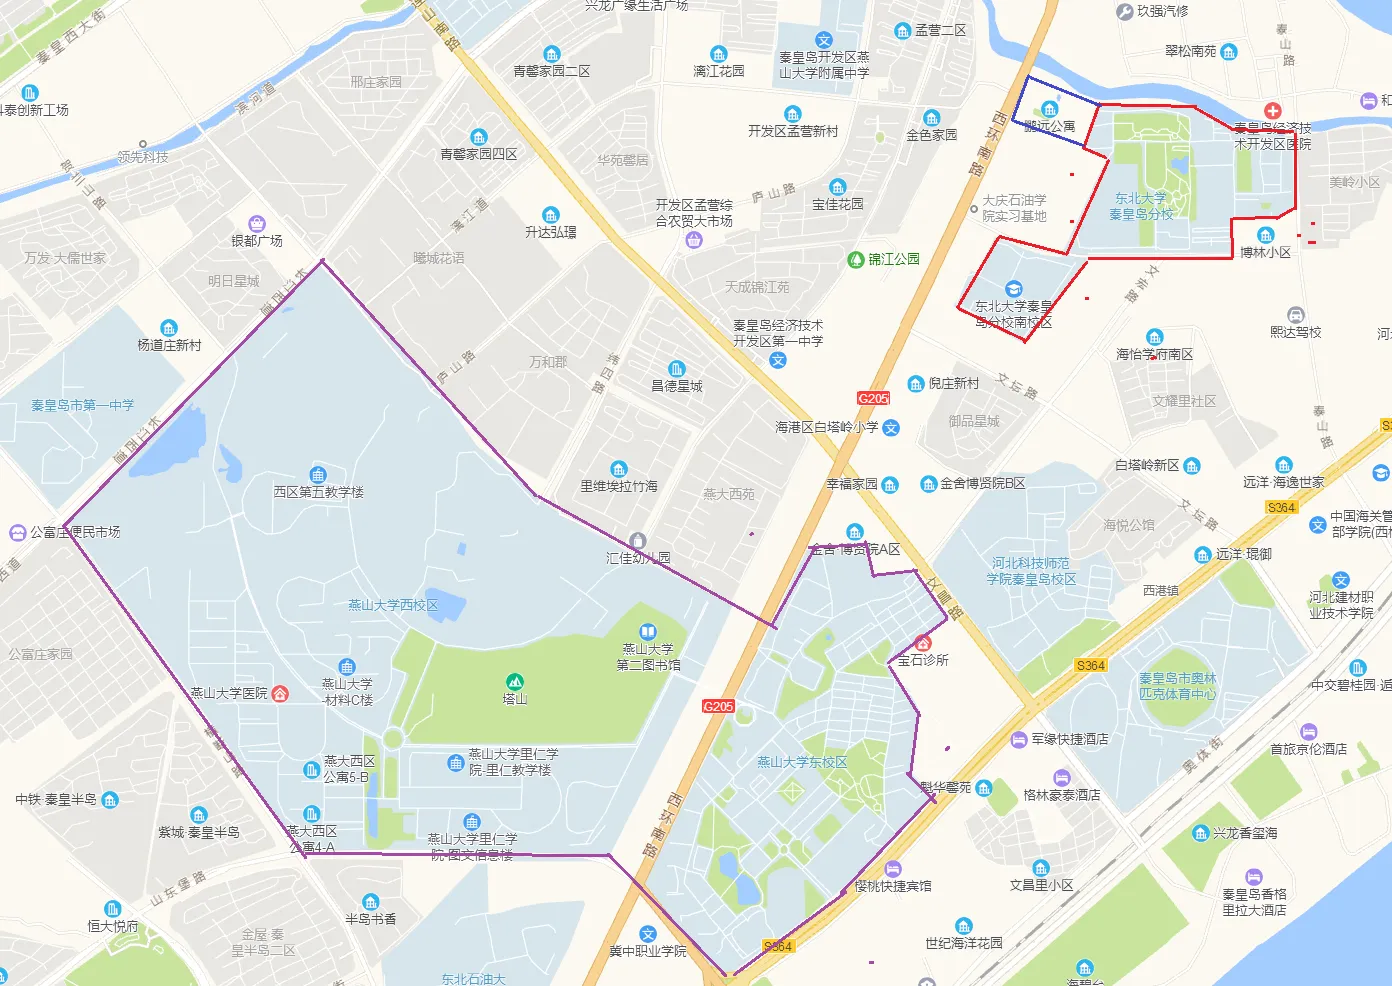 兴龙广缘生活广场
秦皇西大街
山南路
玖强汽修
翠松南苑
泰山路
孟营二区
秦皇岛开发区燕
山大学附属中学
漓江花园
青馨家园二区
邢庄家园
滨河道
科泰创新工场
开发区孟营新村
金色家园
西环南路
鹏远公寓
秦皇岛经济技
术开发区医院
和
领先科技
青馨家园四区
华苑馨居
庐山路
宝佳花园
大庆石油学
院实习基地
东北大学
秦皇岛分校
美岭小区
贺圳山路
漓江道
开发区孟营综
合农贸大市场
升达弘璟
银都广场
曦城花语
锦江公园
博林小区
万发·大儒世家
明日星城
天成锦江苑
东北大学秦皇
岛分校南校区
秦皇岛经济技术
开发区第一中学
杨道庄新村
熙达驾校
河
海怡学府南区
庐山路
万和郡
纬四路
昌德星城
倪庄新村
文坛路
G205
文耀里社区
秦皇岛市第一中学
御品星城
海港区白塔岭小学
泰山路
S3
白塔岭新区
西区第五教学楼
里维埃拉竹海
燕大西苑
幸福家园
金舍博贤院B区
远洋·海逸世家
S364
文坛路
海悦公馆
中国海关管
公富庄便民市场
汇佳幼儿园
金舍·博贤院A区
远洋·琨御
河北科技师范
学院秦皇岛校区
西港镇
河北建材职
业技术学院
燕山大学西校区
燕山大学
第二图书馆
公富庄家园
宝石诊所
S364
秦皇岛市奥林
匹克体育中心
燕山大学医院
燕山大学
-材料C楼
塔山
G205
军缘快捷酒店
首旅京伦酒店
奥体街
燕大西区
公寓5-B
燕山大学里仁学
院-里仁教学楼
燕山大学东校区
中铁·秦皇半岛
魁华馨苑
格林豪泰酒店
紫城·秦皇半岛
燕大西区
公寓4-A
燕山大学里仁学
院-图文信息楼
西环南路
兴龙香玺海
山东堡路
樱桃快捷宾馆
文昌里小区
秦皇岛香格
里拉大酒店
恒大悦府
半岛书香
金屋·秦
皇半岛二区
冀中职业学院
S364
世纪海洋花园
东北石油大
海碧台